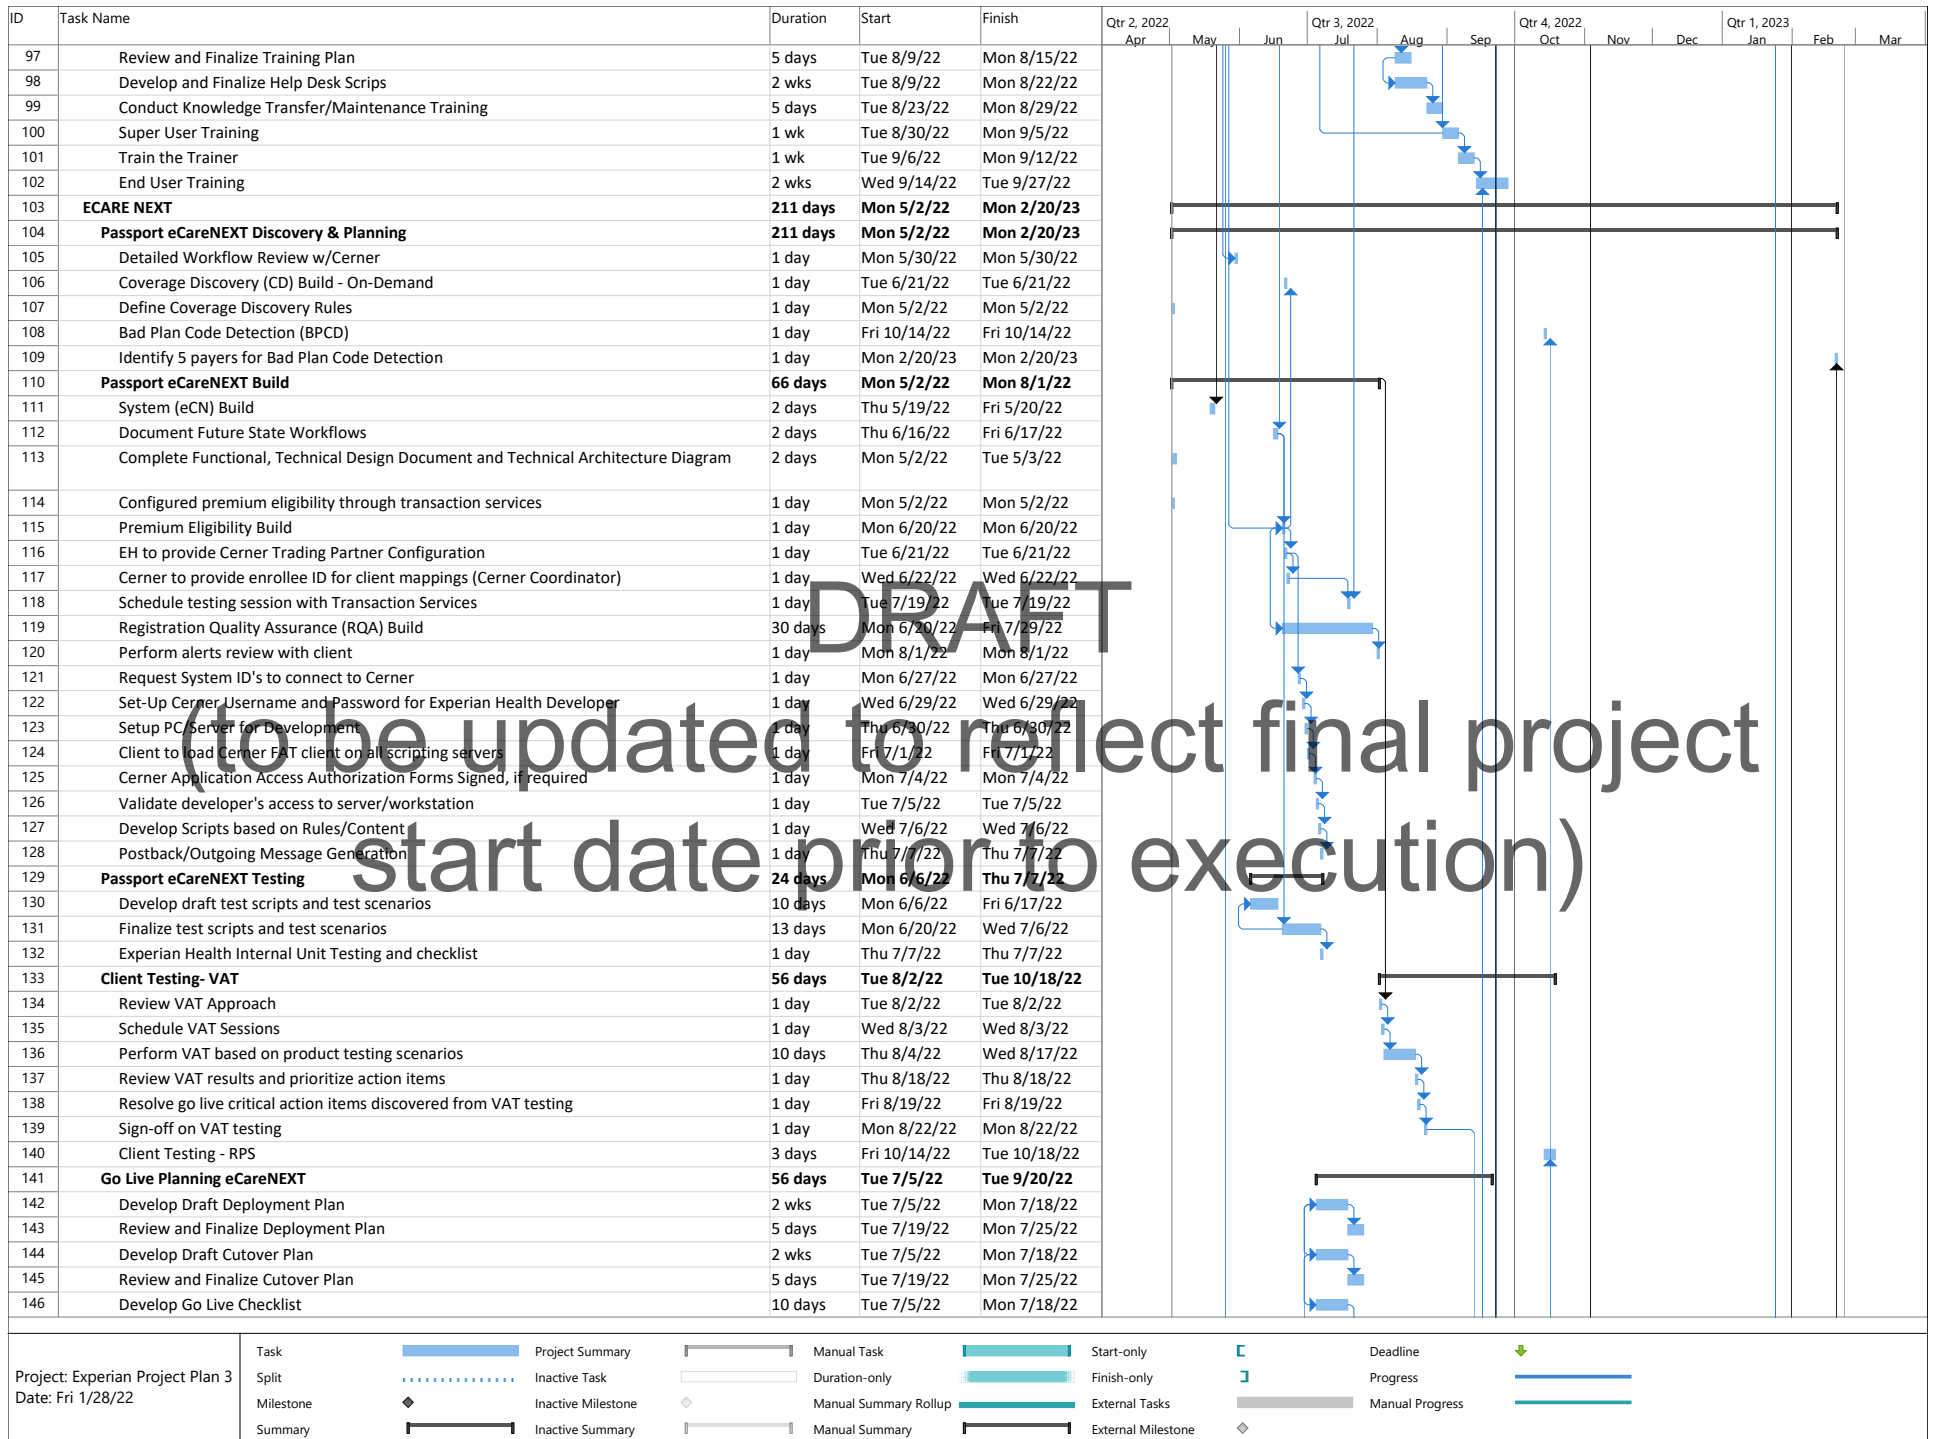 ID Task Name Duration Start Finish Qtr 2, 2022 Qtr 3, 2022 Qtr 4, 2022 Qtr 1, 2023
Apr May Jun Jul Aug Sep Oct Nov Dec Jan Feb Mar
97 Review and Finalize Training Plan 5 days Tue 8/9/22 Mon 8/15/22
98 Develop and Finalize Help Desk Scrips 2 wks Tue 8/9/22 Mon 8/22/22
99 Conduct Knowledge Transfer/Maintenance Training 5 days Tue 8/23/22 Mon 8/29/22
100 Super User Training 1 wk Tue 8/30/22 Mon 9/5/22
101 Train the Trainer 1 wk Tue 9/6/22 Mon 9/12/22
102 End User Training 2 wks Wed 9/14/22 Tue 9/27/22
103 ECARE NEXT 211 days Mon 5/2/22 Mon 2/20/23
104 Passport eCareNEXT Discovery & Planning 211 days Mon 5/2/22 Mon 2/20/23
105 Detailed Workflow Review w/Cerner 1 day Mon 5/30/22 Mon 5/30/22
106 Coverage Discovery (CD) Build - On-Demand 1 day Tue 6/21/22 Tue 6/21/22
107 Define Coverage Discovery Rules 1 day Mon 5/2/22 Mon 5/2/22
108 Bad Plan Code Detection (BPCD) 1 day Fri 10/14/22 Fri 10/14/22
109 Identify 5 payers for Bad Plan Code Detection 1 day Mon 2/20/23 Mon 2/20/23
110 Passport eCareNEXT Build 66 days Mon 5/2/22 Mon 8/1/22
111 System (eCN) Build 2 days Thu 5/19/22 Fri 5/20/22
112 Document Future State Workflows 2 days Thu 6/16/22 Fri 6/17/22
113 Complete Functional, Technical Design Document and Technical Architecture Diagram 2 days Mon 5/2/22 Tue 5/3/22
114 Configured premium eligibility through transaction services 1 day Mon 5/2/22 Mon 5/2/22
115 Premium Eligibility Build 1 day Mon 6/20/22 Mon 6/20/22
116 EH to provide Cerner Trading Partner Configuration 1 day Tue 6/21/22 Tue 6/21/22
117 Cerner to provide enrollee ID for client mappings (Cerner Coordinator) 1 day Wed 6/22/22 Wed 6/22/22
118 Schedule testing session with Transaction Services 1 day Tue 7/19/22 Tue 7/19/22
119 Registration Quality Assurance (RQA) Build 30 days Mon 6/20/22 Fri 7/29/22
120 Perform alerts review with client 1 day Mon 8/1/22 Mon 8/1/22
121 Request System ID's to connect to Cerner 1 day Mon 6/27/22 Mon 6/27/22
122 Set-Up Cerner Username and Password for Experian Health Developer 1 day Wed 6/29/22 Wed 6/29/22
123 Setup PC/Server for Development 1 day Thu 6/30/22 Thu 6/30/22
124 Client to load Cerner FAT client on all scripting servers 1 day Fri 7/1/22 Fri 7/1/22
125 Cerner Application Access Authorization Forms Signed, if required 1 day Mon 7/4/22 Mon 7/4/22
126 Validate developer's access to server/workstation 1 day Tue 7/5/22 Tue 7/5/22
127 Develop Scripts based on Rules/Content 1 day Wed 7/6/22 Wed 7/6/22
128 Postback/Outgoing Message Generation 1 day Thu 7/7/22 Thu 7/7/22
129 Passport eCareNEXT Testing 24 days Mon 6/6/22 Thu 7/7/22
130 Develop draft test scripts and test scenarios 10 days Mon 6/6/22 Fri 6/17/22
131 Finalize test scripts and test scenarios 13 days Mon 6/20/22 Wed 7/6/22
132 Experian Health Internal Unit Testing and checklist 1 day Thu 7/7/22 Thu 7/7/22
133 Client Testing- VAT 56 days Tue 8/2/22 Tue 10/18/22
134 Review VAT Approach 1 day Tue 8/2/22 Tue 8/2/22
135 Schedule VAT Sessions 1 day Wed 8/3/22 Wed 8/3/22
136 Perform VAT based on product testing scenarios 10 days Thu 8/4/22 Wed 8/17/22
137 Review VAT results and prioritize action items 1 day Thu 8/18/22 Thu 8/18/22
138 Resolve go live critical action items discovered from VAT testing 1 day Fri 8/19/22 Fri 8/19/22
139 Sign-off on VAT testing 1 day Mon 8/22/22 Mon 8/22/22
140 Client Testing - RPS 3 days Fri 10/14/22 Tue 10/18/22
141 Go Live Planning eCareNEXT 56 days Tue 7/5/22 Tue 9/20/22
142 Develop Draft Deployment Plan 2 wks Tue 7/5/22 Mon 7/18/22
143 Review and Finalize Deployment Plan 5 days Tue 7/19/22 Mon 7/25/22
144 Develop Draft Cutover Plan 2 wks Tue 7/5/22 Mon 7/18/22
145 Review and Finalize Cutover Plan 5 days Tue 7/19/22 Mon 7/25/22
146 Develop Go Live Checklist 10 days Tue 7/5/22 Mon 7/18/22
DRAFT
(to be updated to reflect final project
start date prior to execution)
Project: Experian Project Plan 3
Date: Fri 1/28/22
Task Project Summary Manual Task Start-only Deadline
Split Inactive Task Duration-only Finish-only Progress
Milestone Inactive Milestone Manual Summary Rollup External Tasks Manual Progress
Summary Inactive Summary Manual Summary External Milestone